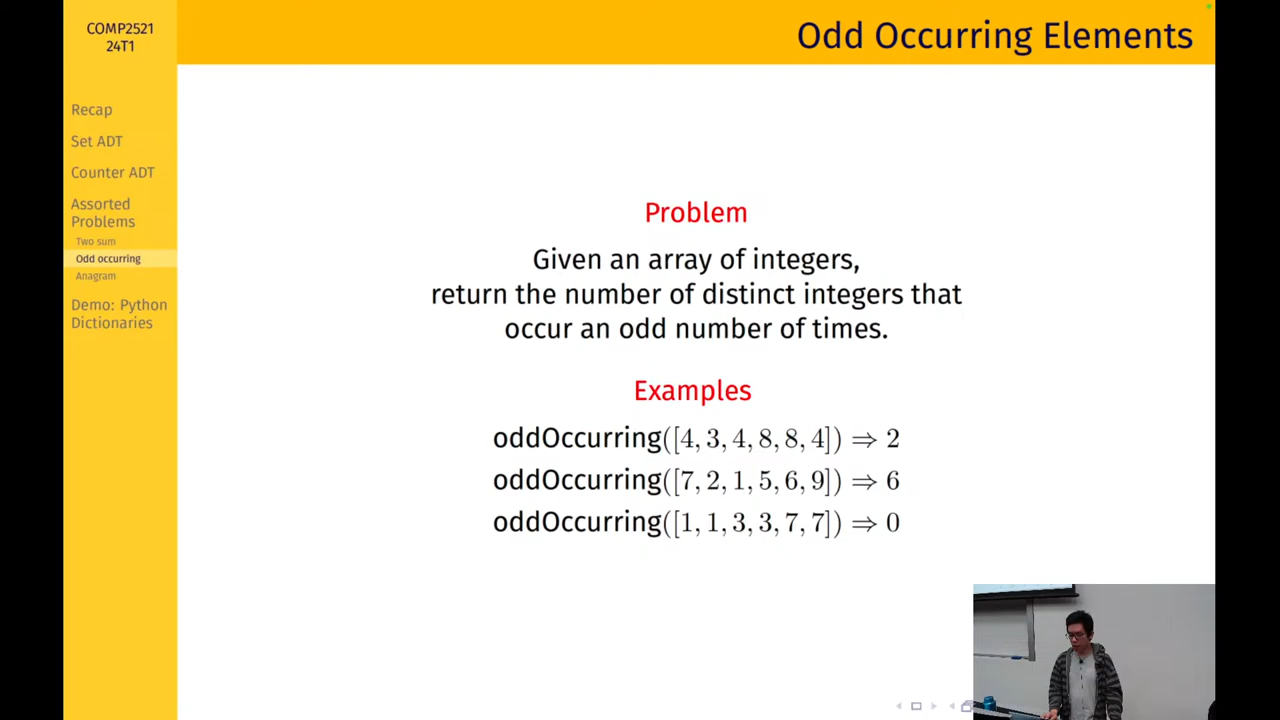 COMP2521
24T1
Odd Occurring Elements
Recap
Set ADT
Counter ADT
Assorted
Problems
Two sum
Odd occurring
Anagram
Demo: Python
Dictionaries
Problem
Given an array of integers,
return the number of distinct integers that
occur an odd number of times.
Examples
oddOccurring([4, 3, 4, 8, 8, 4]) ⇒ 2
oddOccurring([7, 2, 1, 5, 6, 9]) ⇒ 6
oddOccurring([1, 1, 3, 3, 7, 7]) ⇒ 0